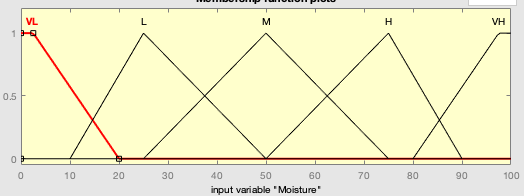 Membership function plots
VL L M H VH
1
0.5
0
0 10 20 30 40 50 60 70 80 90 100
input variable "Moisture"